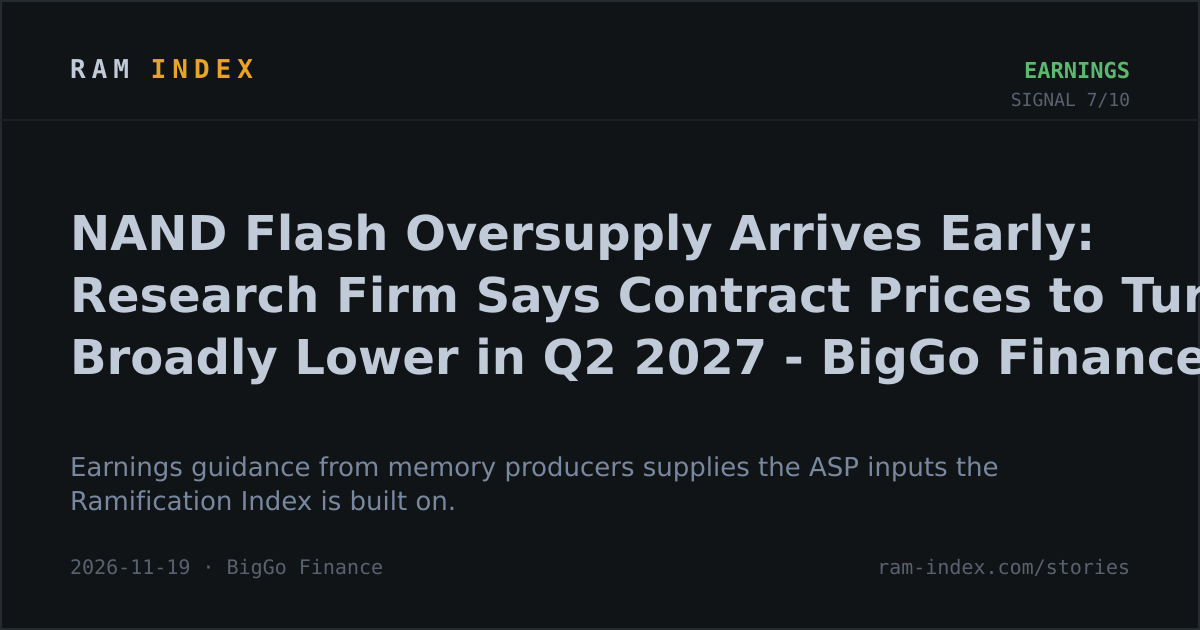 RAM INDEX
EARNINGS
SIGNAL 7/10
NAND Flash Oversupply Arrives Early:
Research Firm Says Contract Prices to
Broadly Lower in Q2 2027 - BigGo Finance
Earnings guidance from memory producers supplies the ASP inputs the
Ramification Index is built on.
2026-11-19 · BigGo Finance
ram-index.com/stories